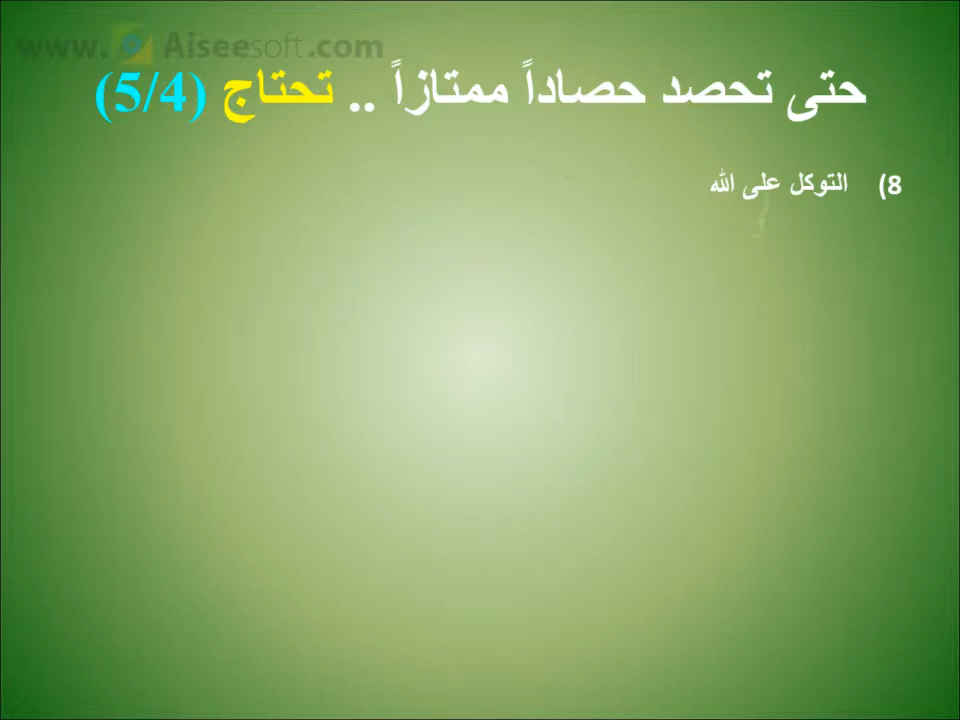 www.Aiseesoft.com
حتى تحصد حصاداً ممتازاً .. تحتاج (5/4)
8) التوكل على الله